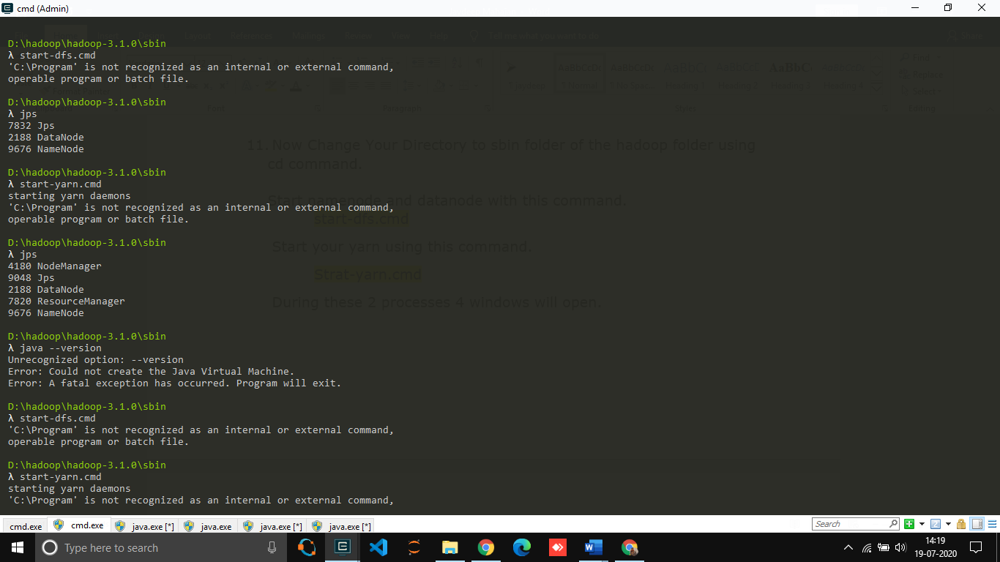 cmd (Admin)
D:\hadoop\hadoop-3.1.0\sbin
λ start-dfs.cmd
'C:\Program' is not recognized as an internal or external command,
operable program or batch file.
D:\hadoop\hadoop-3.1.0\sbin
λ jps
7832 Jps
2188 DataNode
9676 NameNode
D:\hadoop\hadoop-3.1.0\sbin
λ start-yarn.cmd
starting yarn daemons
'C:\Program' is not recognized as an internal or external command,
operable program or batch file.
D:\hadoop\hadoop-3.1.0\sbin
λ jps
4180 NodeManager
9048 Jps
2188 DataNode
7820 ResourceManager
9676 NameNode
D:\hadoop\hadoop-3.1.0\sbin
λ java --version
Unrecognized option: --version
Error: Could not create the Java Virtual Machine.
Error: A fatal exception has occurred. Program will exit.
D:\hadoop\hadoop-3.1.0\sbin
λ start-dfs.cmd
'C:\Program' is not recognized as an internal or external command,
operable program or batch file.
D:\hadoop\hadoop-3.1.0\sbin
λ start-yarn.cmd
starting yarn daemons
'C:\Program' is not recognized as an internal or external command,
11. Now Change Your Directory to sbin folder of the hadoop folder using
cd command.
Start namenode and datanode with this command.
start-dfs.cmd
Start your yarn using this command.
Strat-yarn.cmd
During these 2 processes 4 windows will open.
cmd.exe cmd.exe java.exe [*] java.exe java.exe [*] java.exe [*] Search
Type here to search
14:19
19-07-2020